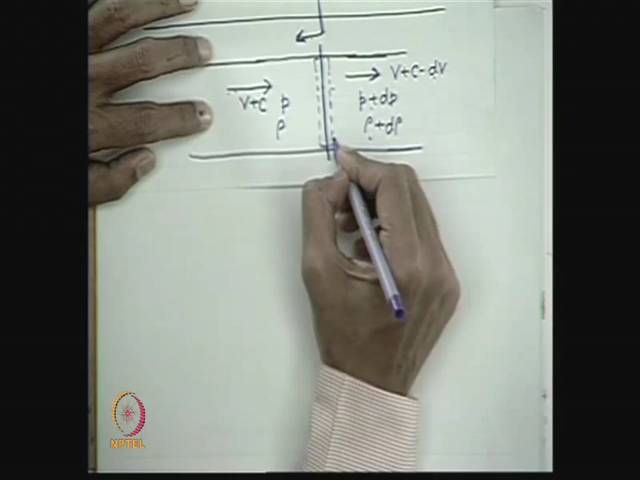 V+C
p
ρ
V+C-dV
p+dp
ρ+dρ
NPTEL